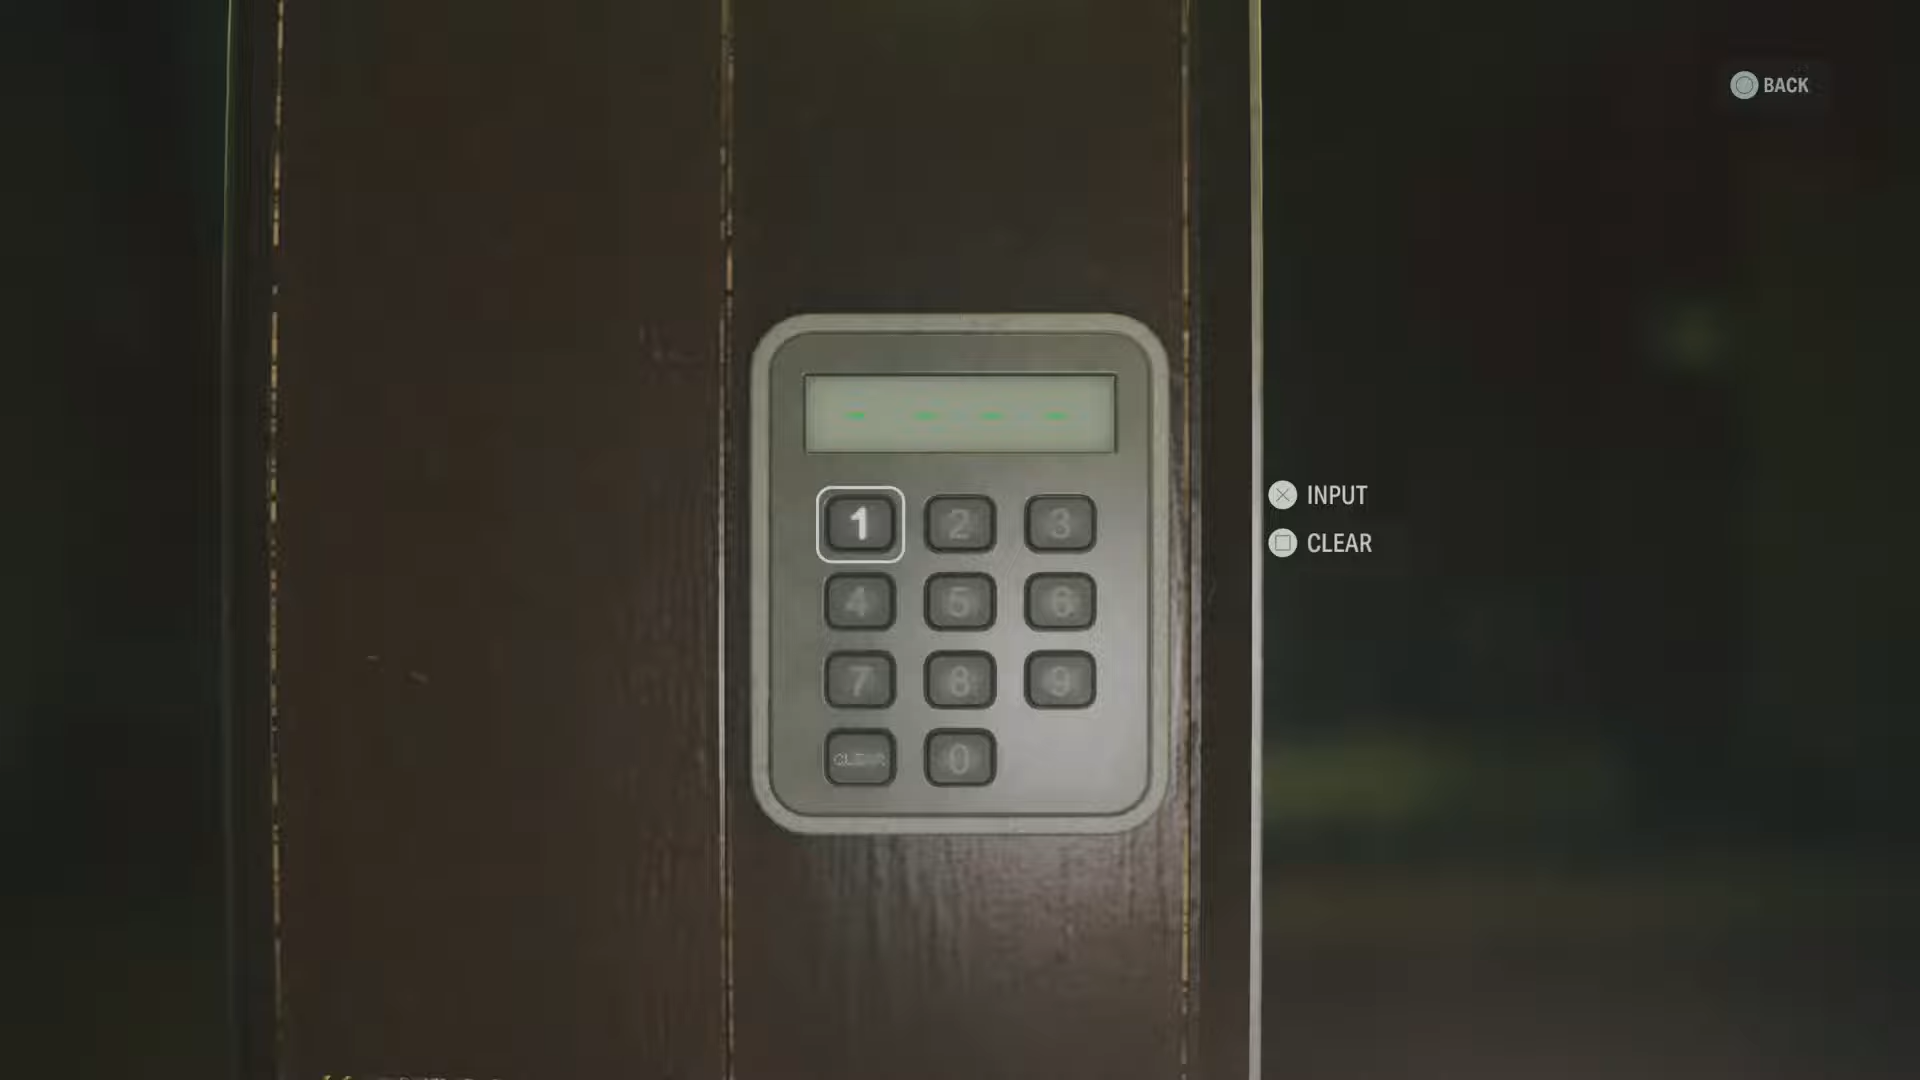 BACK
- - - -
1 2 3
INPUT
CLEAR
4 5 6
7 8 9
CLEAR 0